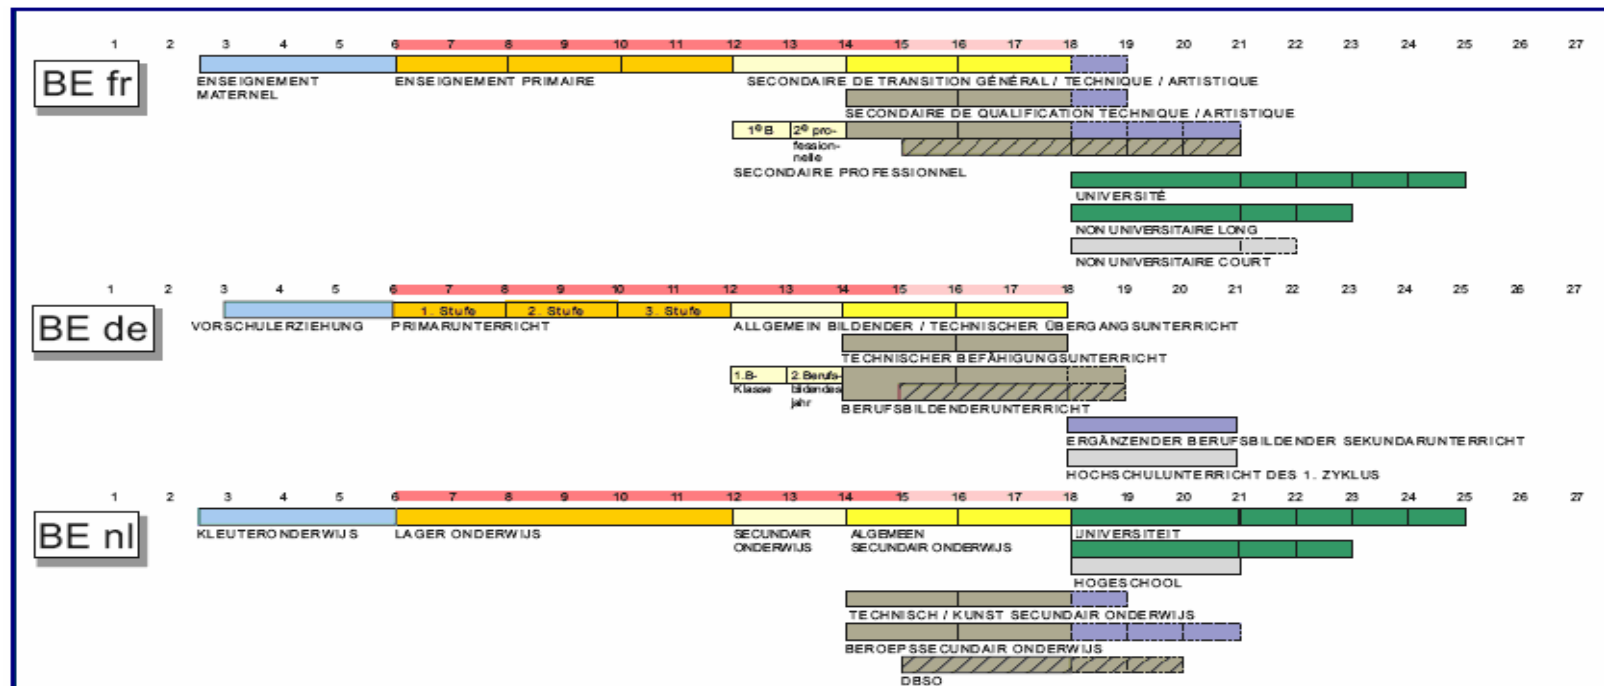 1 2 3 4 5 6 7 8 9 10 11 12 13 14 15 16 17 18 19 20 21 22 23 24 25 26 27
BE fr
ENSEIGNEMENT MATERNEL
ENSEIGNEMENT PRIMAIRE
SECONDAIRE DE TRANSITION GÉNÉRAL / TECHNIQUE / ARTISTIQUE
SECONDAIRE DE QUALIFICATION TECHNIQUE / ARTISTIQUE
1º B
2º pro-
fession-
nelle
SECONDAIRE PROFESSIONNEL
UNIVERSITÉ
NON UNIVERSITAIRE LONG
NON UNIVERSITAIRE COURT
1 2 3 4 5 6 7 8 9 10 11 12 13 14 15 16 17 18 19 20 21 22 23 24 25 26 27
BE de
1. Stufe 2. Stufe 3. Stufe
VORSCHULERZIEHUNG
PRIMARUNTERRICHT
ALLGEMEIN BILDENDER / TECHNISCHER ÜBERGANGSUNTERRICHT
TECHNISCHER BEFÄHIGUNGSUNTERRICHT
1.B-
Klasse
2.Berufs-
bildendes
jahr
BERUFSBILDENDERUNTERRICHT
ERGÄNZENDER BERUFSBILDENDER SEKUNDARUNTERRICHT
HOCHSCHULUNTERRICHT DES 1. ZYKLUS
1 2 3 4 5 6 7 8 9 10 11 12 13 14 15 16 17 18 19 20 21 22 23 24 25 26 27
BE nl
KLEUTERONDERWIJS
LAGER ONDERWIJS
SECUNDAIR
ONDERWIJS
ALGEMEEN
SECUNDAIR ONDERWIJS
UNIVERSITEIT
HOGESCHOOL
TECHNISCH / KUNST SECUNDAIR ONDERWIJS
BEROEPSSECUNDAIR ONDERWIJS
DBSO